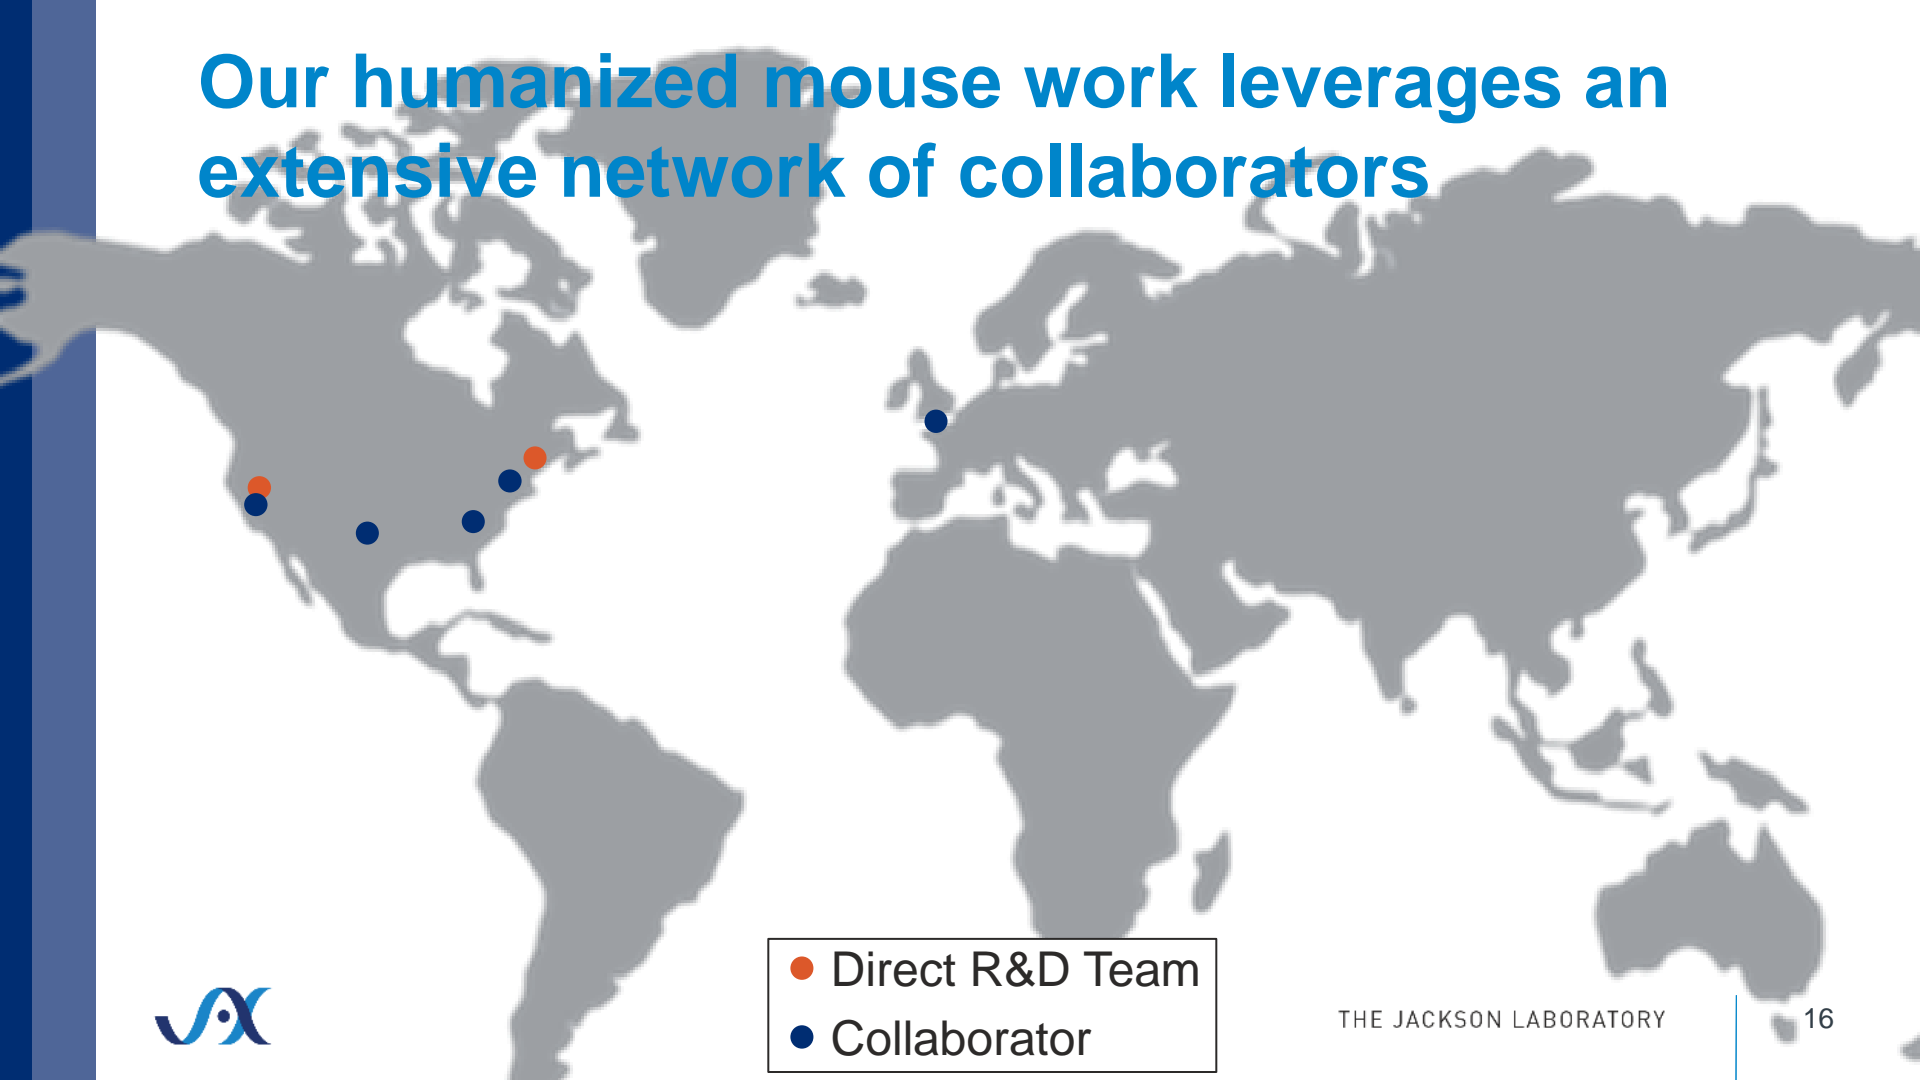 Our humanized mouse work leverages an
extensive network of collaborators
Direct R&D Team
Collaborator
THE JACKSON LABORATORY
16